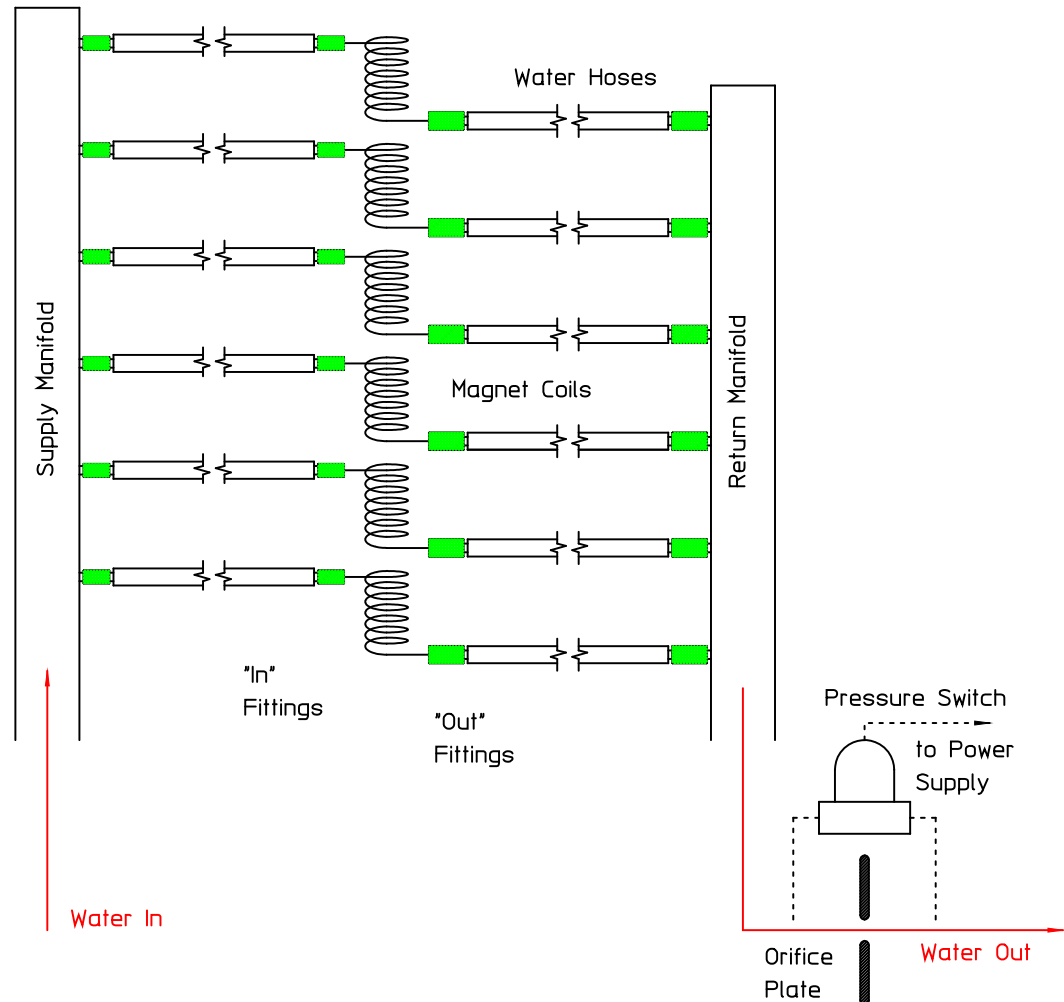 Water Hoses
Supply Manifold
Return Manifold
Magnet Coils
"In"
Fittings
"Out"
Fittings
Pressure Switch
to Power
Supply
Water In
Water Out
Orifice
Plate